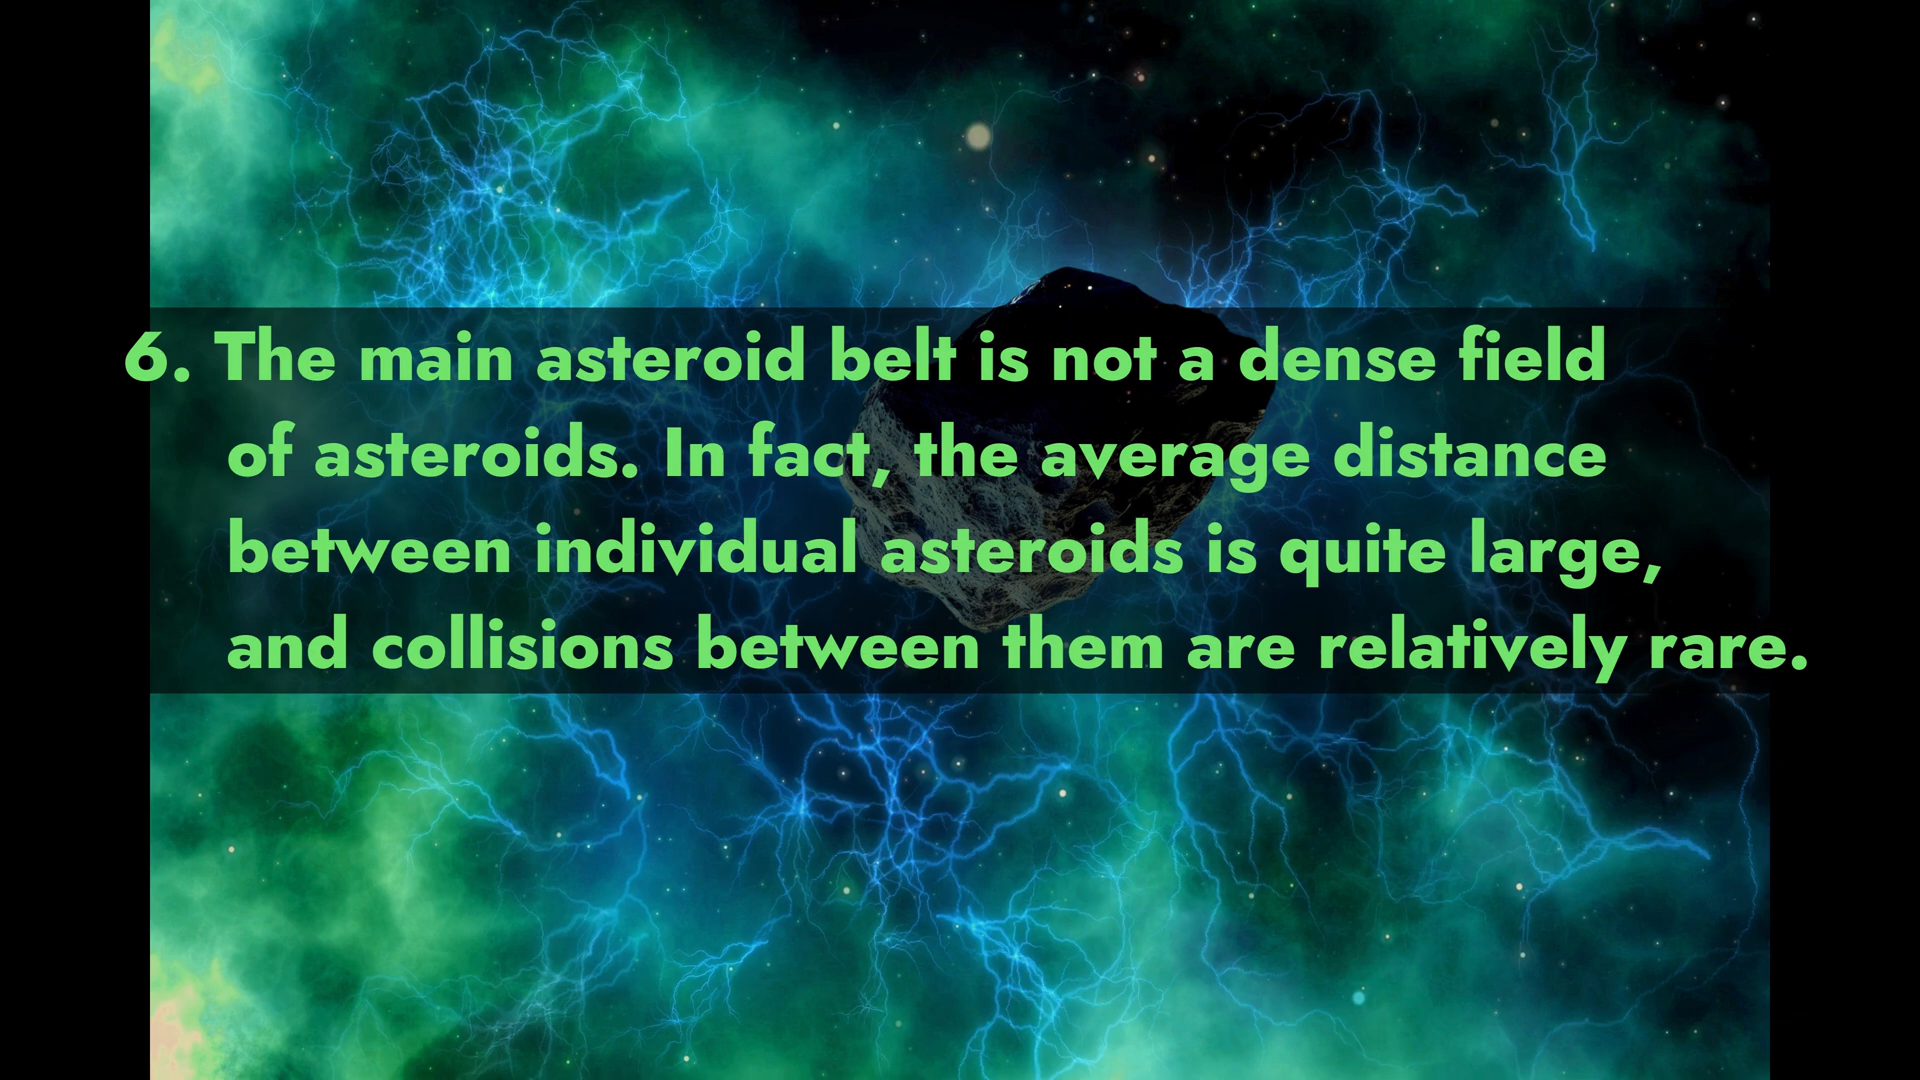 6. The main asteroid belt is not a dense field
of asteroids. In fact, the average distance
between individual asteroids is quite large,
and collisions between them are relatively rare.